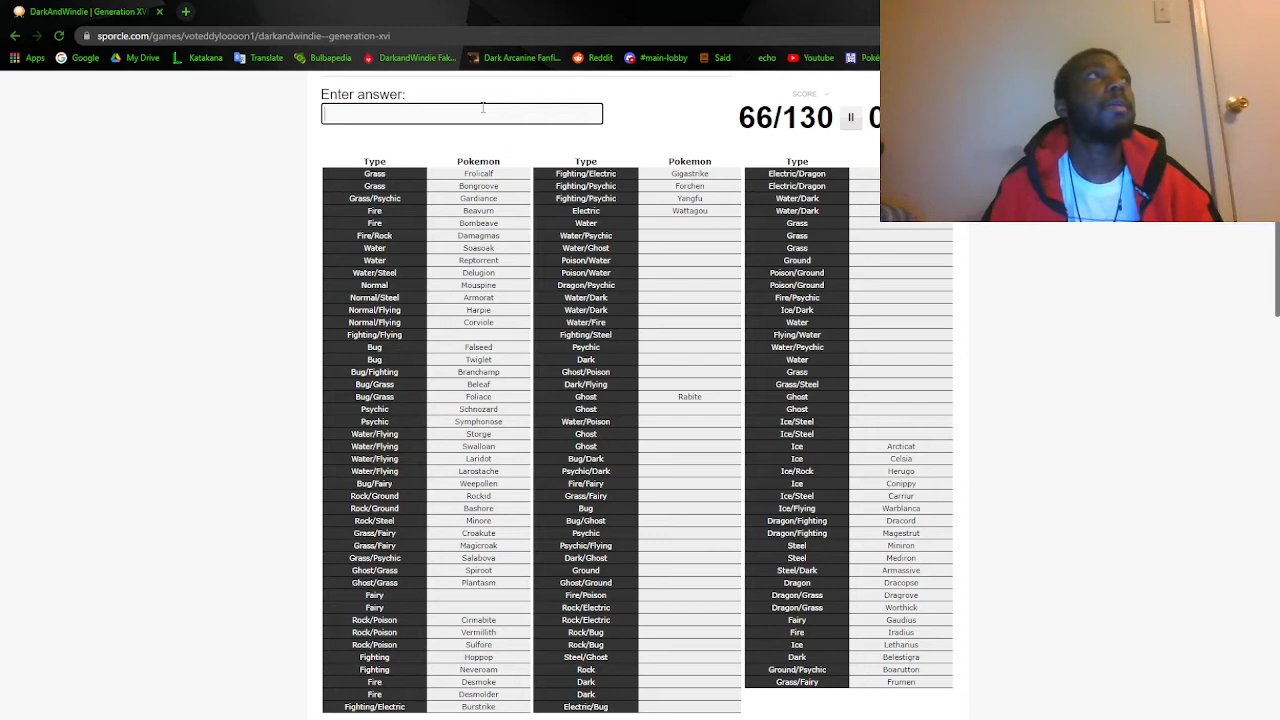 DarkAndWindie | Generation XVI
sporcle.com/games/voteddyloooon1/darkandwindie--generation-xvi
Apps Google My Drive Katakana Translate Bulbapedia DarkandWindie Fak... Dark Arcanine Fanfi... Reddit #main-lobby Said echo Youtube Poké
Enter answer:
SCORE
66/130
Type Pokemon Type Pokemon Type
Grass Frolicalf Fighting/Electric Gigastrike Electric/Dragon
Grass Bongroove Fighting/Psychic Forchen Electric/Dragon
Grass/Psychic Gardiance Fighting/Psychic Yangfu Water/Dark
Fire Beavurn Electric Wattagou Water/Dark
Fire Bombeave Water Grass
Fire/Rock Damagmas Water/Psychic Grass
Water Soasoak Water/Ghost Grass
Water Reptorrent Poison/Water Ground
Water/Steel Delugion Poison/Water Poison/Ground
Normal Mouspine Dragon/Psychic Poison/Ground
Normal/Steel Armorat Water/Dark Fire/Psychic
Normal/Flying Harpie Water/Dark Ice/Dark
Normal/Flying Corviole Water/Fire Water
Fighting/Flying Fighting/Steel Flying/Water
Bug Falseed Psychic Water/Psychic
Bug Twiglet Dark Water
Bug/Fighting Branchamp Ghost/Poison Grass
Bug/Grass Beleaf Dark/Flying Grass/Steel
Bug/Grass Foliace Ghost Rabite Ghost
Psychic Schnozard Ghost Ghost
Psychic Symphonose Water/Poison Ice/Steel
Water/Flying Storge Ghost Ice/Steel
Water/Flying Swalloan Ghost Ice Arcticat
Water/Flying Laridot Bug/Dark Ice Celsia
Water/Flying Larostache Psychic/Dark Ice/Rock Herugo
Bug/Fairy Weepollen Fire/Fairy Ice Conippy
Rock/Ground Rockid Grass/Fairy Ice/Steel Carriur
Rock/Ground Bashore Bug Ice/Flying Warblanca
Rock/Steel Minore Bug/Ghost Dragon/Fighting Dracord
Grass/Fairy Croakute Psychic Dragon/Fighting Magestrut
Grass/Fairy Magicroak Psychic/Flying Steel Miniron
Grass/Psychic Salabova Dark/Ghost Steel Mediron
Ghost/Grass Spiroot Ground Steel/Dark Armassive
Ghost/Grass Plantasm Ghost/Ground Dragon Dracopse
Fairy Fire/Poison Dragon/Grass Dragrove
Fairy Rock/Electric Dragon/Grass Worthick
Rock/Poison Cinnabite Rock/Electric Fairy Gaudius
Rock/Poison Vermillith Rock/Bug Fire Iradius
Rock/Poison Sulfore Rock/Bug Ice Letharius
Fighting Hoppop Steel/Ghost Dark Belestigra
Fighting Neveroam Rock Ground/Psychic Boarutton
Fire Desmoke Dark Grass/Fairy Frumen
Fire Desmolder Dark
Fighting/Electric Burstrike Electric/Bug